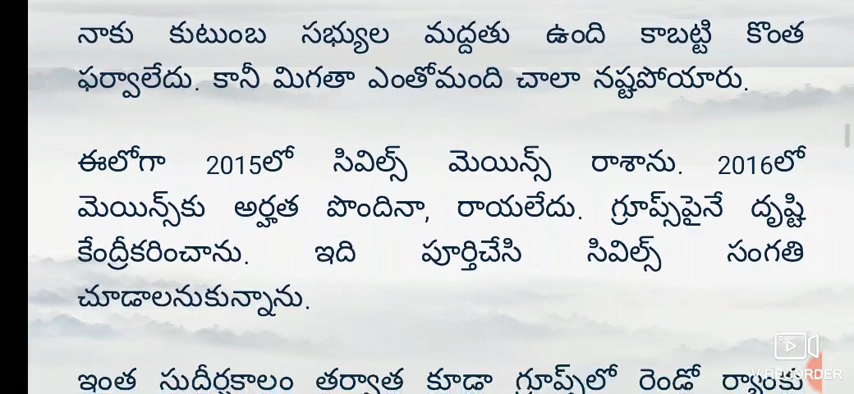 నాకు కుటుంబ సభ్యుల మద్దతు ఉంది కాబట్టి కొంత
ఫర్వాలేదు. కానీ మిగతా ఎంతోమంది చాలా నష్టపోయారు.
ఈలోగా 2015లో సివిల్స్ మెయిన్స్ రాశాను. 2016లో
మెయిన్స్‌కు అర్హత పొందినా, రాయలేదు. గ్రూప్స్‌పైనే దృష్టి
కేంద్రీకరించాను. ఇది పూర్తిచేసి సివిల్స్ సంగతి
చూడాలనుకున్నాను.
ఇంత సుదీర్ఘకాలం తర్వాత కూడా గ్రూప్స్‌లో రెండో ర్యాంకు
V RECORDER